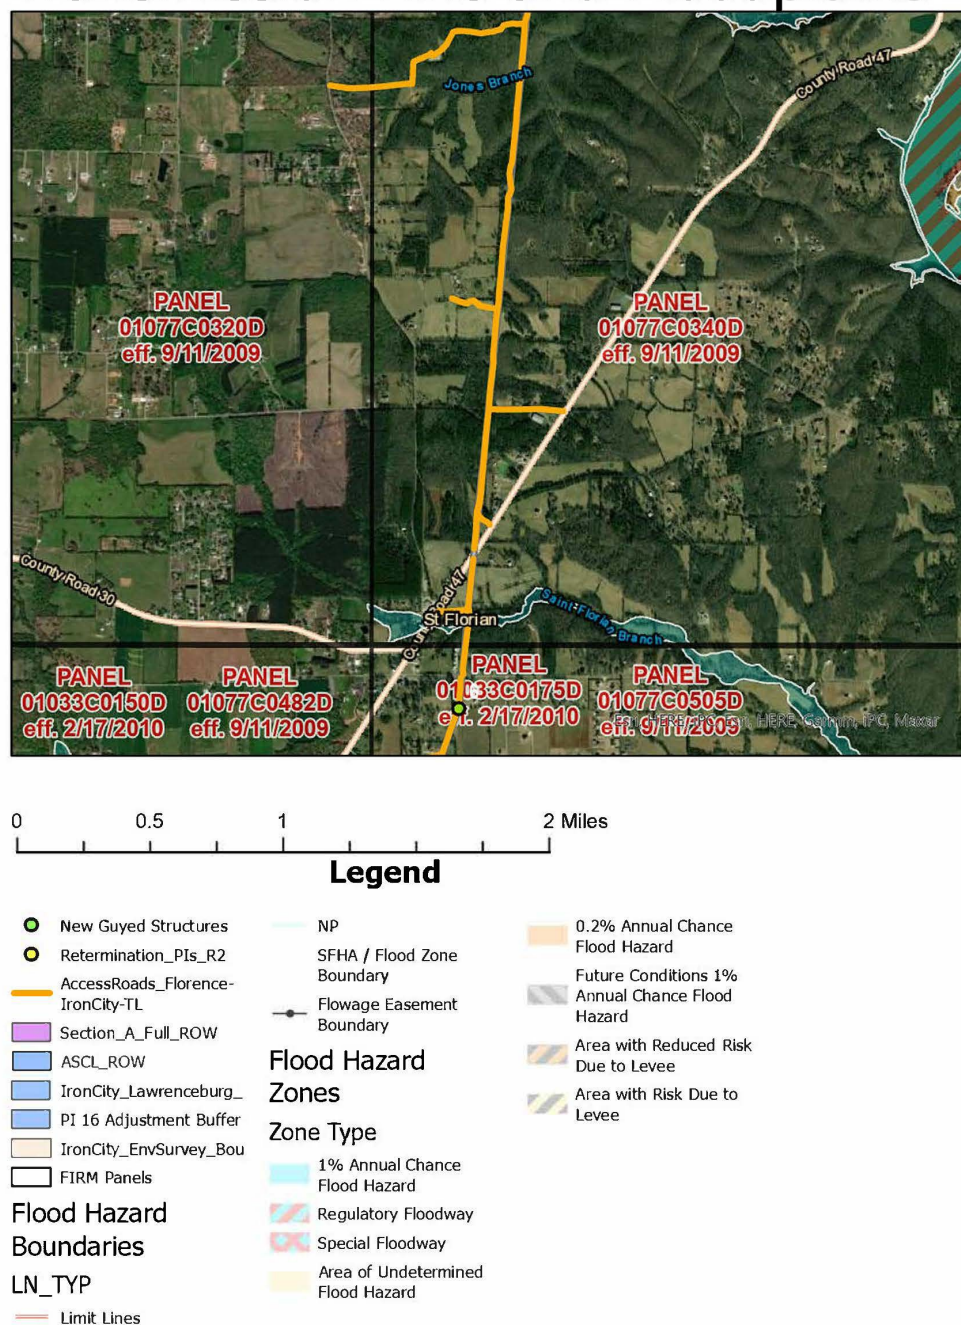 Jones Branch
County Road 47
PANEL
01077C0320D
eff. 9/11/2009
PANEL
01077C0340D
eff. 9/11/2009
County Road 30
County Road 47
St Florian
Saint Florian Branch
PANEL
01033C0150D
eff. 2/17/2010
PANEL
01077C0482D
eff. 9/11/2009
PANEL
01033C0175D
eff. 2/17/2010
PANEL
01077C0505D
eff. 9/11/2009
0 0.5 1 2 Miles
Legend
New Guyed Structures
Retermination_PIs_R2
AccessRoads_Florence-
IronCity-TL
Section_A_Full_ROW
ASCL_ROW
IronCity_Lawrenceburg_
PI 16 Adjustment Buffer
IronCity_EnvSurvey_Bou
FIRM Panels
Flood Hazard
Boundaries
LN_TYP
Limit Lines
NP
SFHA / Flood Zone
Boundary
Flowage Easement
Boundary
Flood Hazard
Zones
Zone Type
1% Annual Chance
Flood Hazard
Regulatory Floodway
Special Floodway
Area of Undetermined
Flood Hazard
0.2% Annual Chance
Flood Hazard
Future Conditions 1%
Annual Chance Flood
Hazard
Area with Reduced Risk
Due to Levee
Area with Risk Due to
Levee